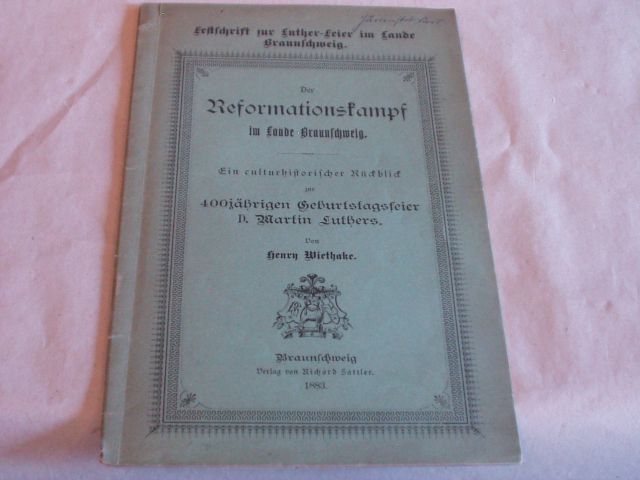 Festschrift zur Luther-Feier im Lande
Braunschweig.
Der
Reformationskampf
im Lande Braunschweig.
Ein culturhistorischer Rückblick
zur
400jährigen Geburtstagsfeier
D. Martin Luthers.
Von
Henry Wiethake.
Braunschweig
Verlag von Richard Sattler.
1883.